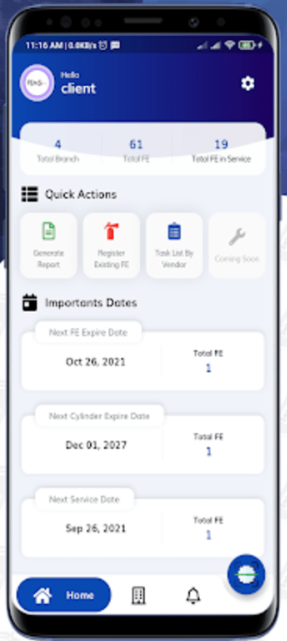 11:16 AM | 0.8KB/s
Hello
client
4 61 19
Total Branch Total FE Total FE in Service
Quick Actions
Generate Report
Register Existing FE
Task List By Vendor
Coming Soon
Importants Dates
Next FE Expire Date
Oct 26, 2021
Total FE
1
Next Cylinder Expire Date
Dec 01, 2027
Total FE
1
Next Service Date
Sep 26, 2021
Total FE
1
Home